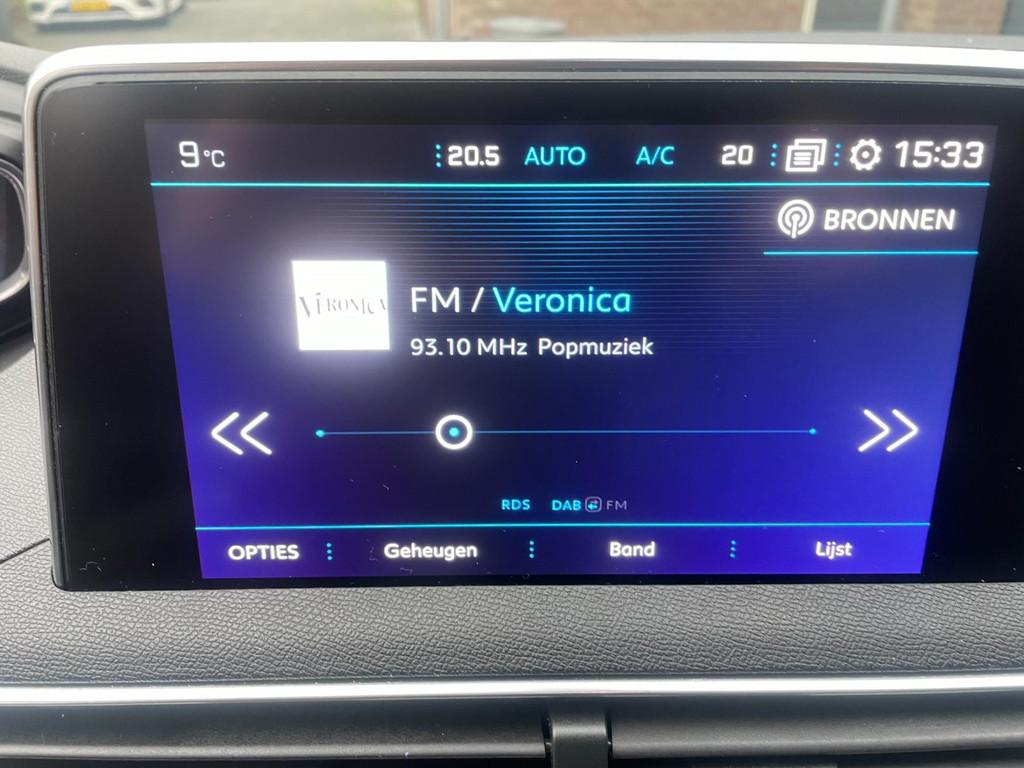 9°C 20.5 AUTO A/C 20 15:33
BRONNEN
VERONICA
FM / Veronica
93.10 MHz Popmuziek
RDS DAB FM
OPTIES Geheugen Band Lijst